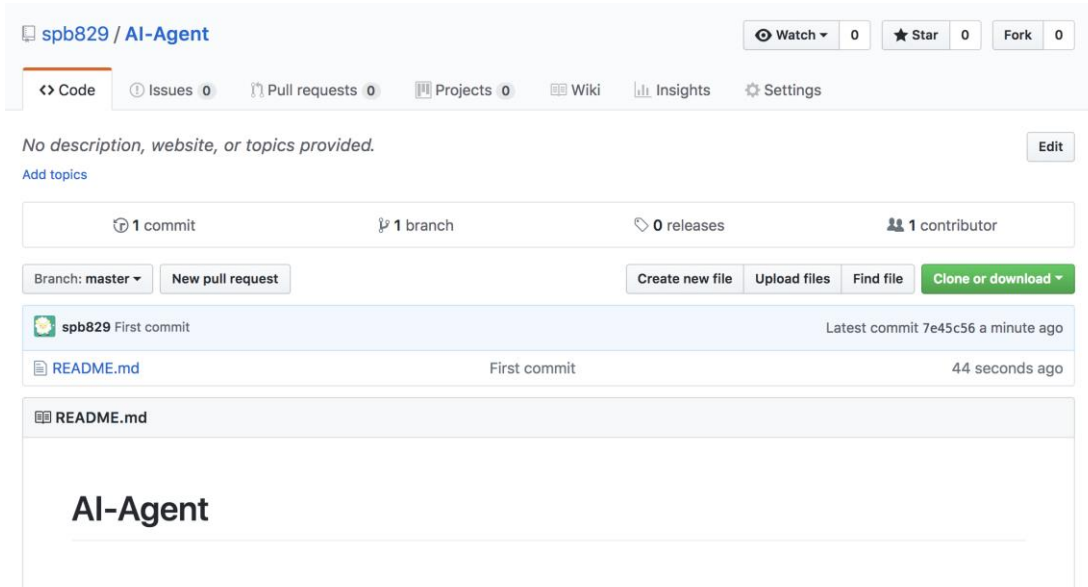 spb829 / AI-Agent Watch 0 Star 0 Fork 0
Code Issues 0 Pull requests 0 Projects 0 Wiki Insights Settings
No description, website, or topics provided. Edit
Add topics
1 commit 1 branch 0 releases 1 contributor
Branch: master New pull request Create new file Upload files Find file Clone or download
spb829 First commit Latest commit 7e45c56 a minute ago
README.md First commit 44 seconds ago
README.md
AI-Agent